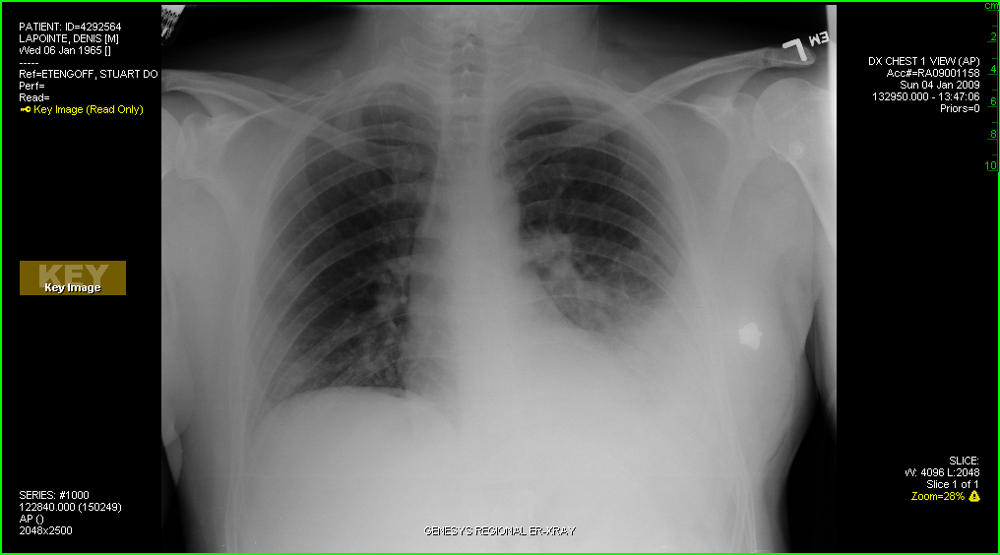 PATIENT: ID=4292564
LAPOINTE, DENIS [M]
Wed 06 Jan 1965 []
-----
Ref=ETENGOFF, STUART DO
Perf=
Read=
Key Image (Read Only)
L EM
DX CHEST 1 VIEW (AP)
Acc#=RA09001158
Sun 04 Jan 2009
132950.000 - 13:47:06
Priors=0
cm
2
4
6
8
10
KEY
Key Image
SERIES: #1000
122840.000 (150249)
AP ()
2048x2500
GENESYS REGIONAL ER-XRAY
SLICE:
W: 4096 L:2048
Slice 1 of 1
Zoom=28%